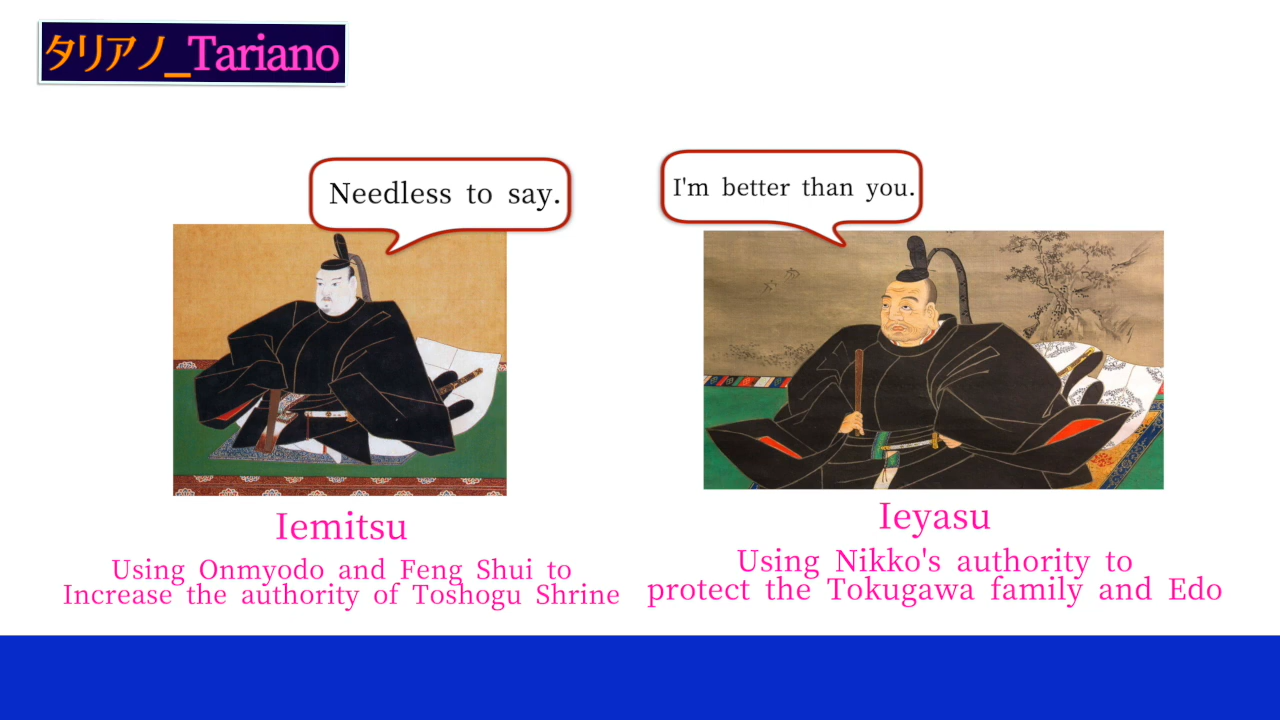 タリアノ_Tariano
Needless to say.
I'm better than you.
Iemitsu
Using Onmyodo and Feng Shui to
Increase the authority of Toshogu Shrine
Ieyasu
Using Nikko's authority to
protect the Tokugawa family and Edo